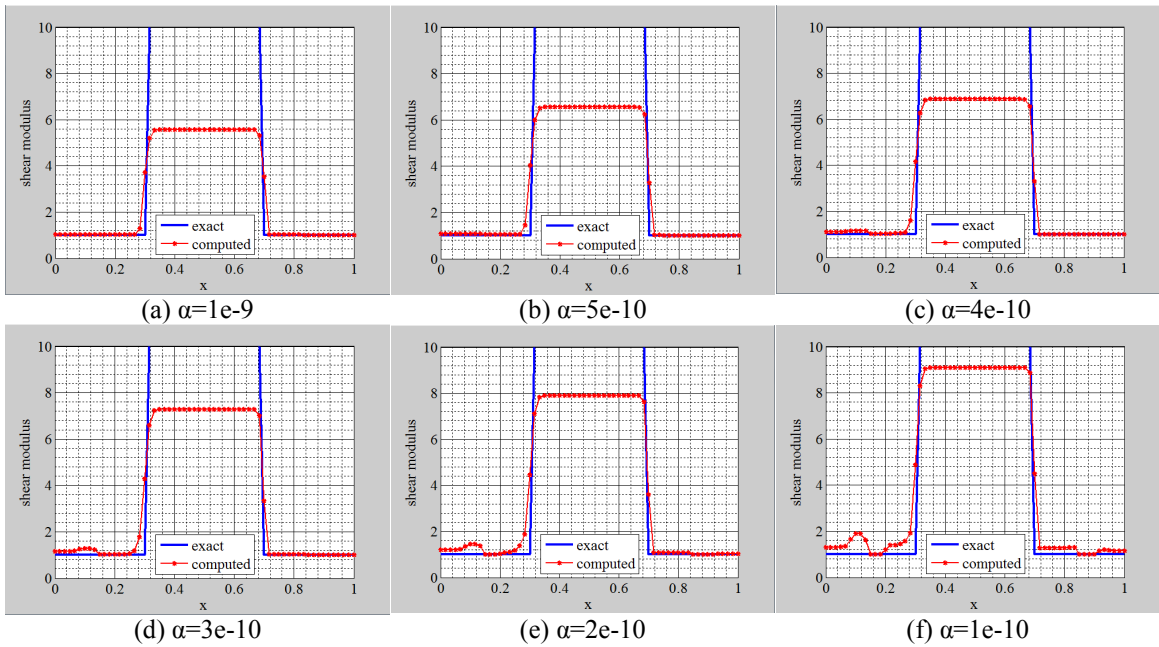 10
8
6
4
2
0
shear modulus
exact
computed
0 0.2 0.4 0.6 0.8 1
x
(a) α=1e-9
10
8
6
4
2
0
shear modulus
exact
computed
0 0.2 0.4 0.6 0.8 1
x
(b) α=5e-10
10
8
6
4
2
0
shear modulus
exact
computed
0 0.2 0.4 0.6 0.8 1
x
(c) α=4e-10
10
8
6
4
2
0
shear modulus
exact
computed
0 0.2 0.4 0.6 0.8 1
x
(d) α=3e-10
10
8
6
4
2
0
shear modulus
exact
computed
0 0.2 0.4 0.6 0.8 1
x
(e) α=2e-10
10
8
6
4
2
0
shear modulus
exact
computed
0 0.2 0.4 0.6 0.8 1
x
(f) α=1e-10